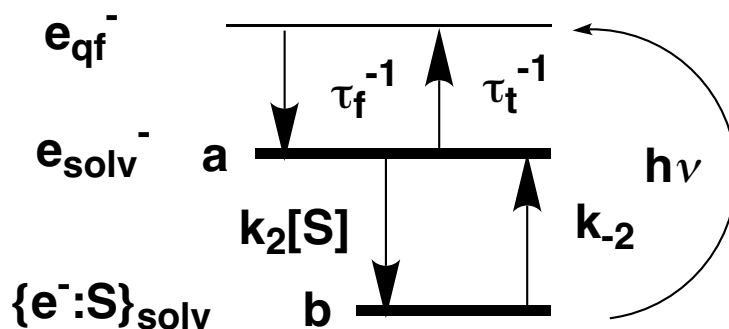 e_qf^-
τ_f^-1 τ_t^-1
e_solv^- a
hν
k_2[S] k_-2
{e^-:S}_solv b